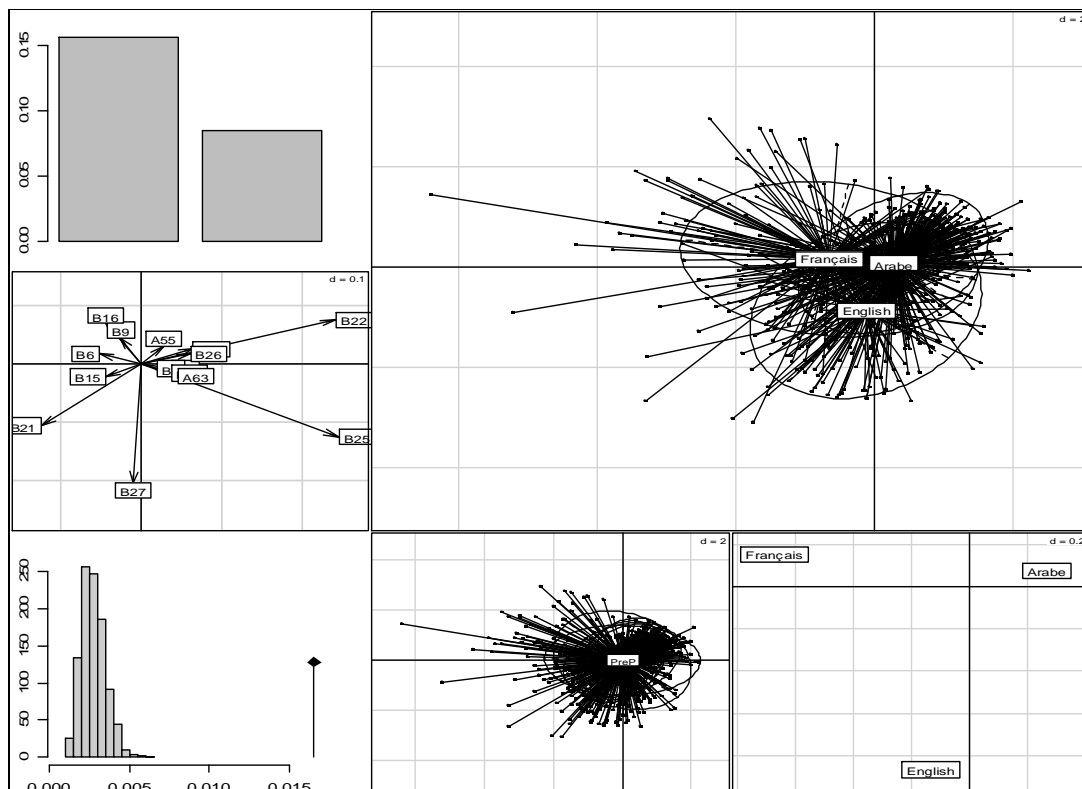 0.00 0.05 0.10 0.15
d = 0.1
B16
B9
B6
B15
B21
B27
A55
B26
A63
B22
B25
d = 2
Français
Arabe
English
0 50 100 150 200 250
0.000 0.005 0.010 0.015
d = 2
PreP
d = 0.2
Français
Arabe
English